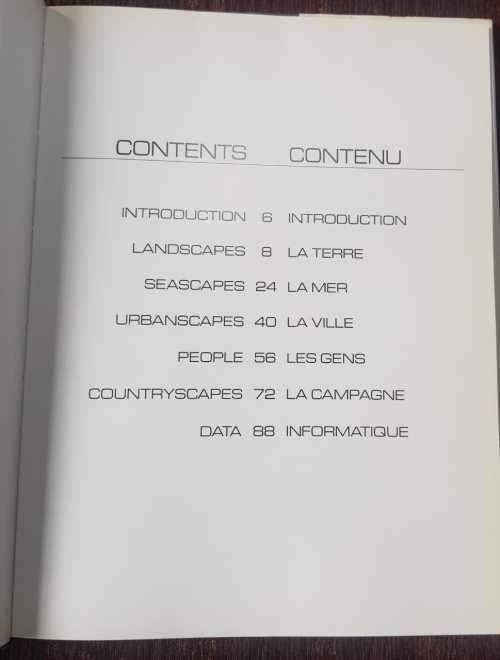 CONTENTS CONTENU
INTRODUCTION 6 INTRODUCTION
LANDSCAPES 8 LA TERRE
SEASCAPES 24 LA MER
URBANSCAPES 40 LA VILLE
PEOPLE 56 LES GENS
COUNTRYSCAPES 72 LA CAMPAGNE
DATA 88 INFORMATIQUE